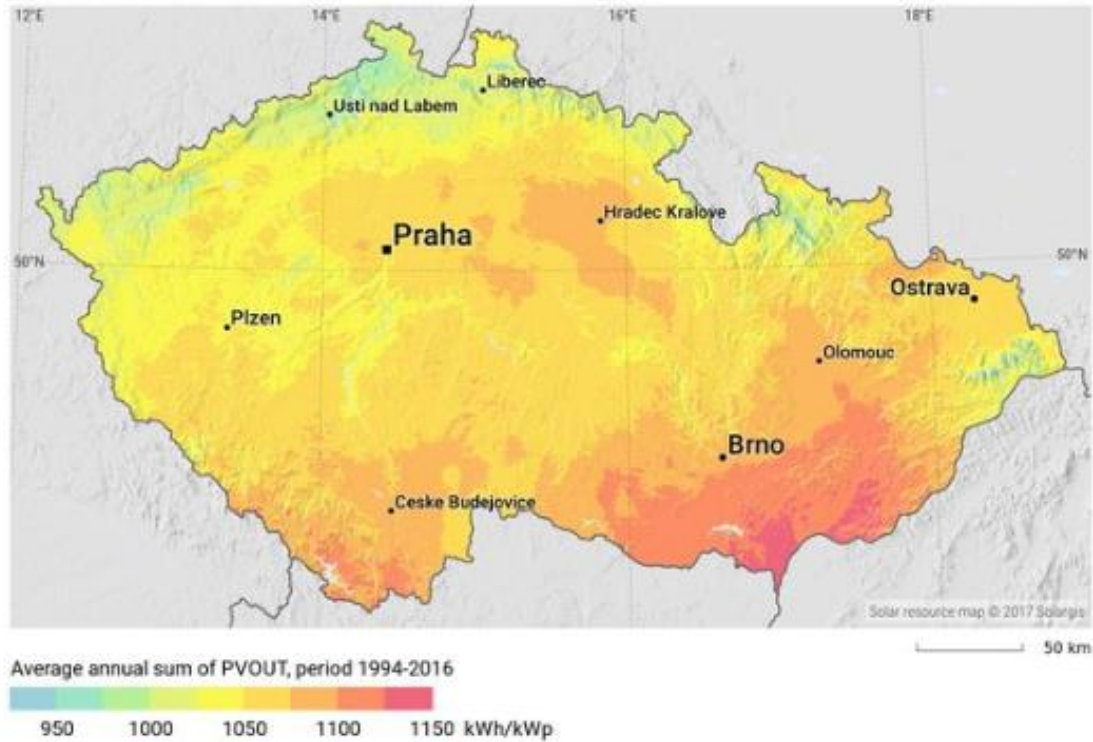 12°E 14°E 16°E 18°E
Liberec
Usti nad Labem
Hradec Kralove
Praha
50°N 50°N
Ostrava
Plzen
Olomouc
Brno
Ceske Budejovice
Solar resource map © 2017 Solargis
50 km
Average annual sum of PVOUT, period 1994-2016
950 1000 1050 1100 1150 kWh/kWp